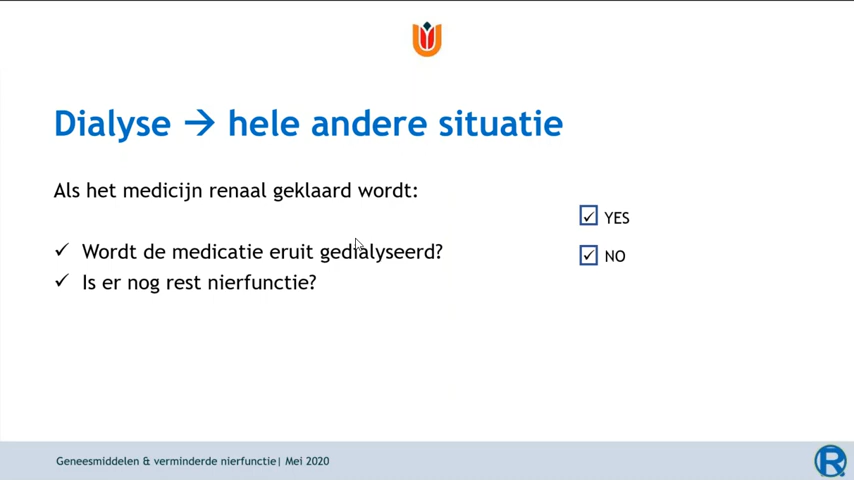 Dialyse → hele andere situatie
Als het medicijn renaal geklaard wordt:
✓ Wordt de medicatie eruit gedialyseerd?
✓ Is er nog rest nierfunctie?
☑ YES
☑ NO
Geneesmiddelen & verminderde nierfunctie| Mei 2020
R